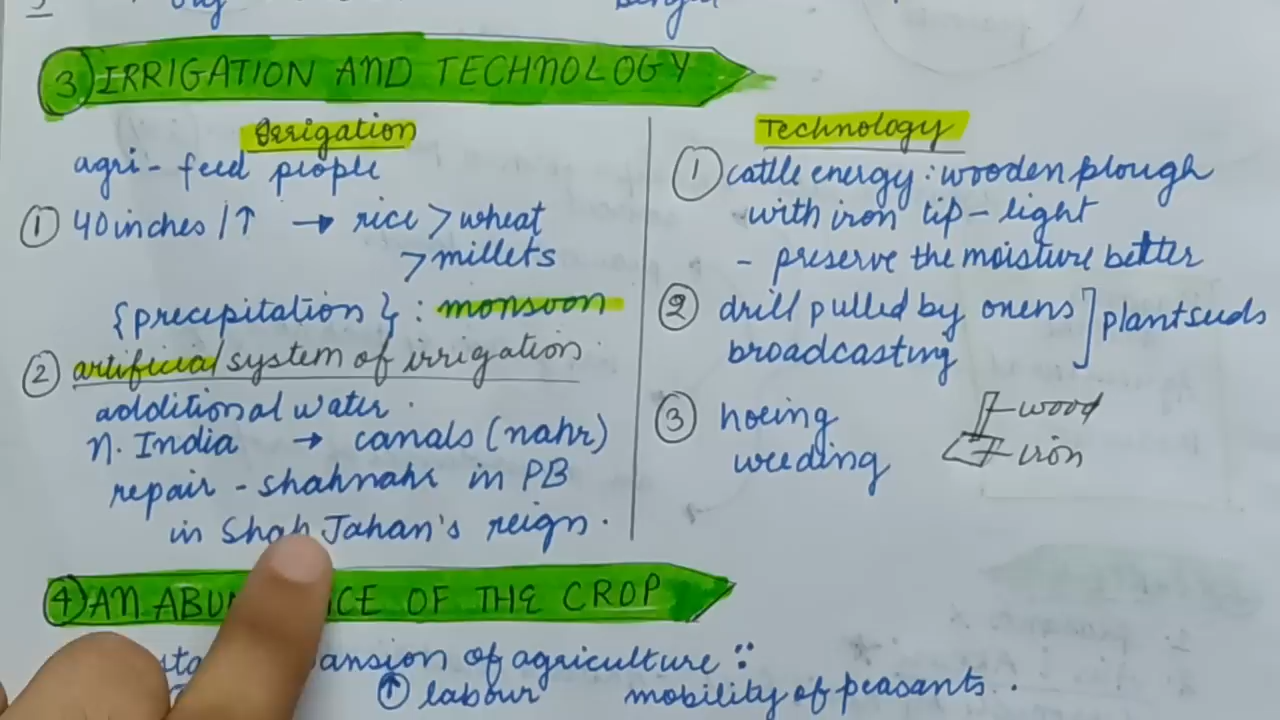 ③ IRRIGATION AND TECHNOLOGY
Irrigation
agri - feed people
① 40 inches /↑ → rice > wheat
> millets
{precipitation} : monsoon
② artificial system of irrigation.
additional water.
N. India → canals (nahr)
repair - shahnahr in PB
in Shah Jahan's reign.
Technology
① cattle energy : wooden plough
with iron tip - light
- preserve the moisture better
② drill pulled by oxens ] plant seeds
broadcasting
③ hoeing
weeding
wood
iron
④ AN ABU CE OF THE CROP
of agriculture :
↑ labour mobility of peasants.